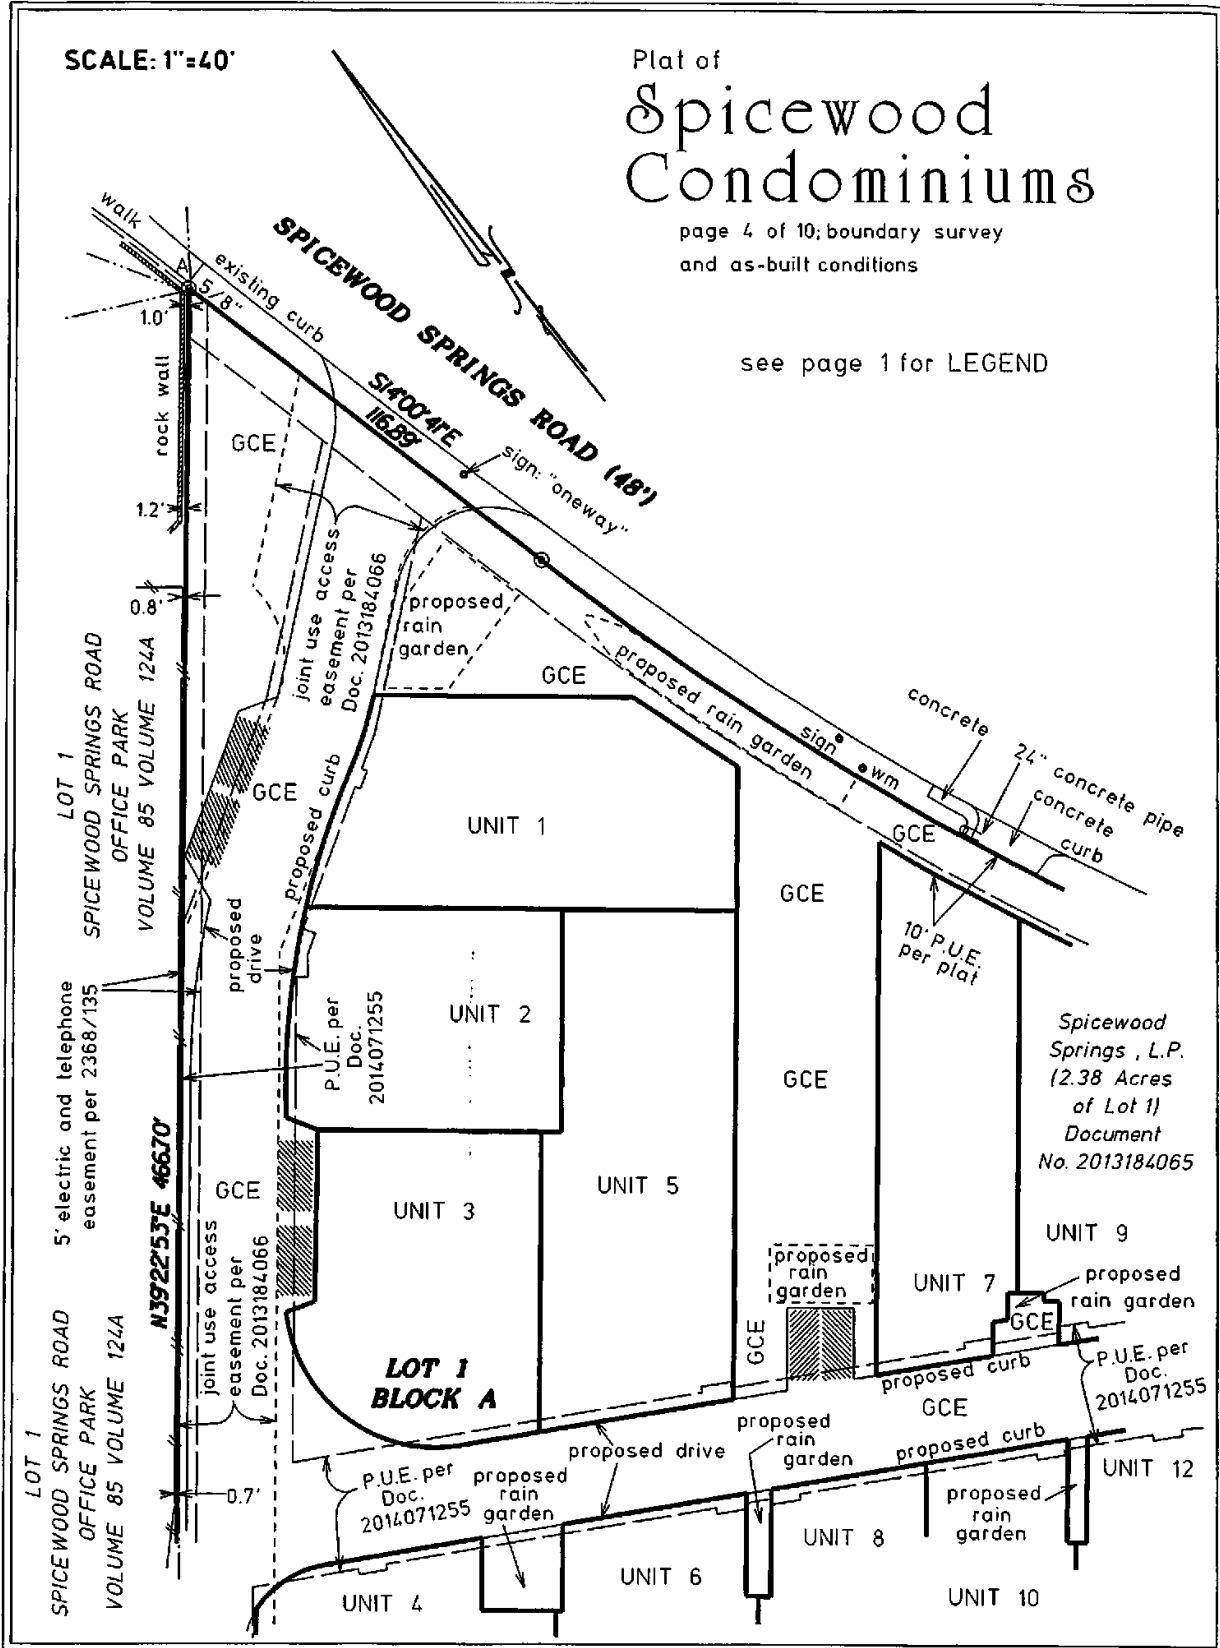 SCALE: 1"=40'
Plat of
Spicewood
Condominiums
page 4 of 10; boundary survey
and as-built conditions
see page 1 for LEGEND
walk
A
5/8"
existing curb
SPICEWOOD SPRINGS ROAD (48')
S14°00'41"E
116.89'
sign: "oneway"
1.0'
rock wall
1.2'
0.8'
GCE
joint use access
easement per
Doc. 2013184066
proposed
rain
garden
GCE
proposed rain garden
sign
wm
concrete
24" concrete pipe
concrete
curb
GCE
10' P.U.E.
per plat
LOT 1
SPICEWOOD SPRINGS ROAD
OFFICE PARK
VOLUME 85 VOLUME 124A
GCE
proposed curb
UNIT 1
GCE
proposed
drive
5' electric and telephone
easement per 2368/135
P.U.E. per
Doc.
2014071255
UNIT 2
GCE
Spicewood
Springs , L.P.
(2.38 Acres
of Lot 1)
Document
No. 2013184065
N39°22'53"E 466.70'
GCE
UNIT 3
UNIT 5
UNIT 9
proposed
rain
garden
UNIT 7
proposed
rain garden
GCE
joint use access
easement per
Doc. 2013184066
GCE
LOT 1
BLOCK A
proposed curb
P.U.E. per
Doc.
2014071255
GCE
LOT 1
SPICEWOOD SPRINGS ROAD
OFFICE PARK
VOLUME 85 VOLUME 124A
0.7'
proposed
rain
garden
proposed curb
proposed drive
P.U.E. per
Doc.
2014071255
proposed
rain
garden
UNIT 12
proposed
rain
garden
UNIT 8
UNIT 6
UNIT 4
UNIT 10